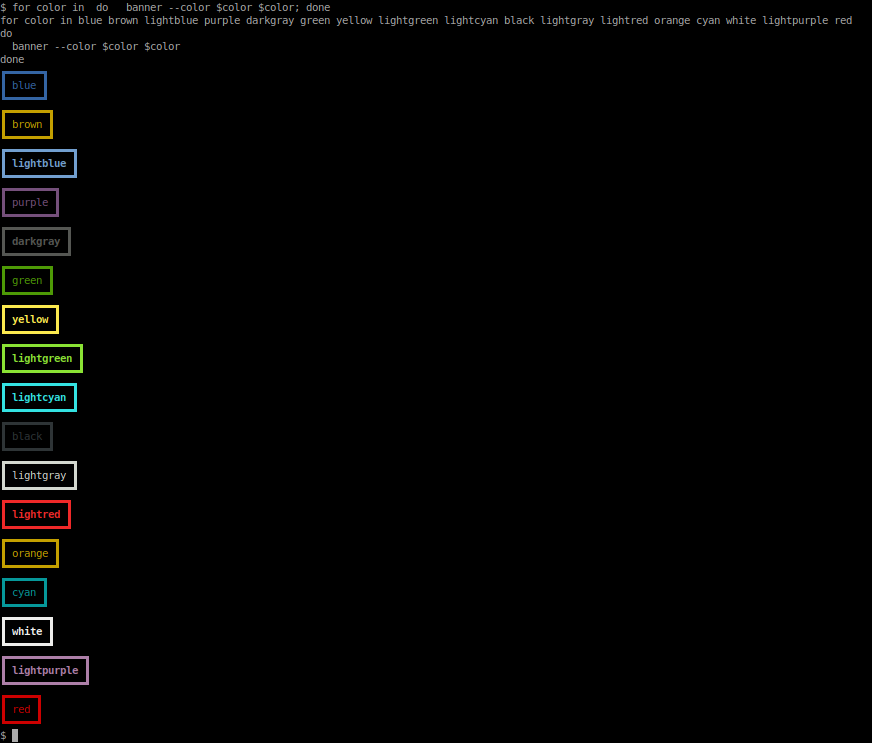 $ for color in  do   banner --color $color $color; done
for color in blue brown lightblue purple darkgray green yellow lightgreen lightcyan black lightgray lightred orange cyan white lightpurple red
do
  banner --color $color $color
done
blue
brown
lightblue
purple
darkgray
green
yellow
lightgreen
lightcyan
black
lightgray
lightred
orange
cyan
white
lightpurple
red
$